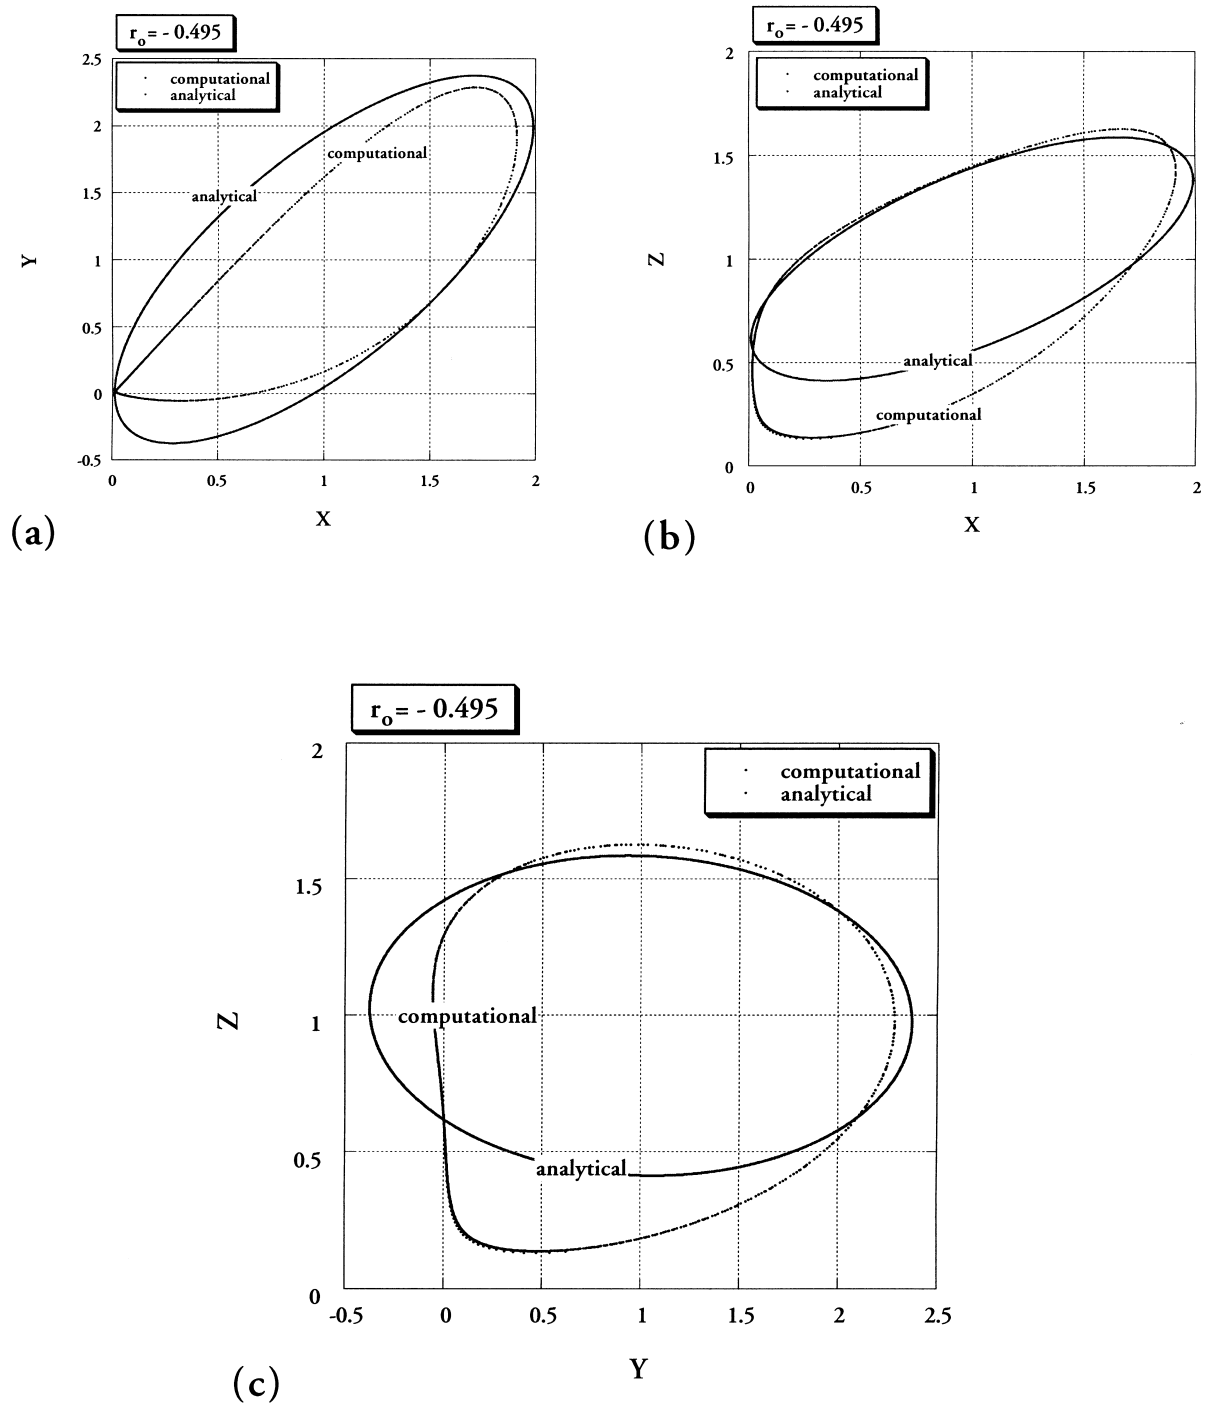 r₀= - 0.495
computational
analytical
2.5
2
1.5
1
0.5
0
-0.5
Y
computational
analytical
0
0.5
1
1.5
2
X
(a)
r₀= - 0.495
computational
analytical
2
1.5
1
0.5
0
Z
analytical
computational
0
0.5
1
1.5
2
X
(b)
r₀= - 0.495
computational
analytical
2
1.5
1
0.5
0
Z
computational
analytical
-0.5
0
0.5
1
1.5
2
2.5
Y
(c)